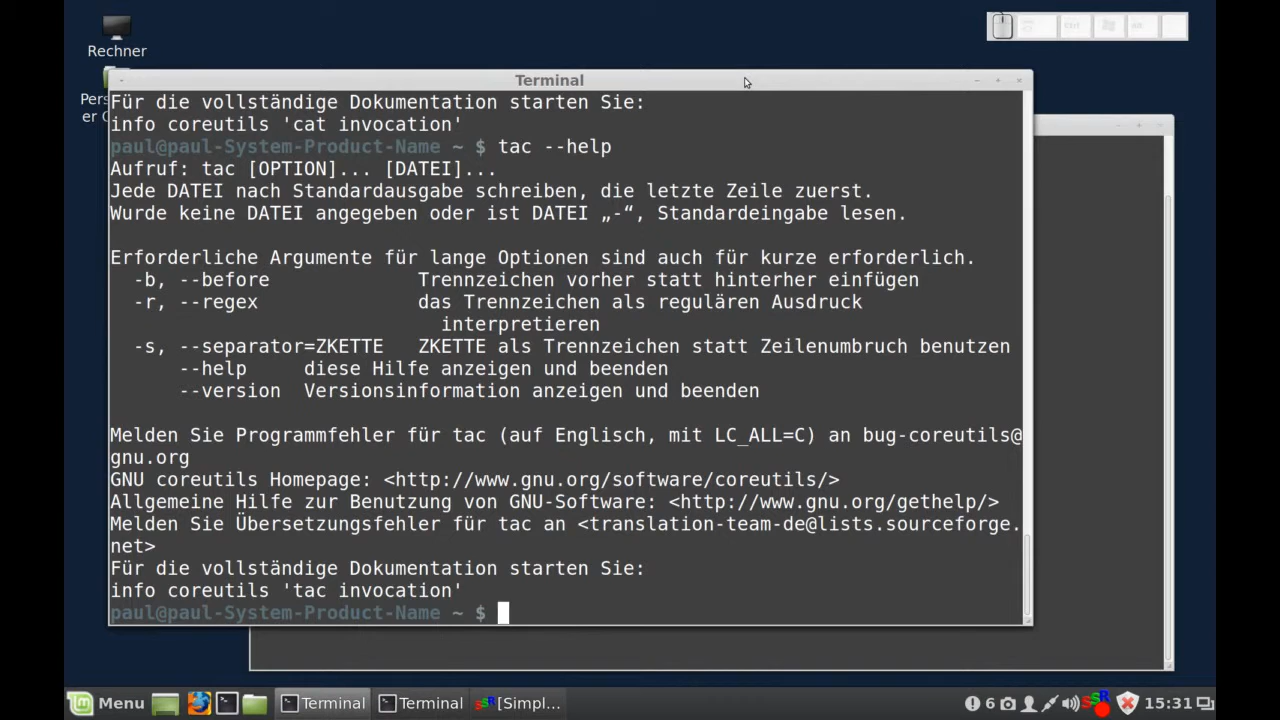 Rechner
Pers
er O
Terminal
Für die vollständige Dokumentation starten Sie:
info coreutils 'cat invocation'
paul@paul-System-Product-Name ~ $ tac --help
Aufruf: tac [OPTION]... [DATEI]...
Jede DATEI nach Standardausgabe schreiben, die letzte Zeile zuerst.
Wurde keine DATEI angegeben oder ist DATEI „-“, Standardeingabe lesen.
Erforderliche Argumente für lange Optionen sind auch für kurze erforderlich.
-b, --before Trennzeichen vorher statt hinterher einfügen
-r, --regex das Trennzeichen als regulären Ausdruck
interpretieren
-s, --separator=ZKETTE ZKETTE als Trennzeichen statt Zeilenumbruch benutzen
--help diese Hilfe anzeigen und beenden
--version Versionsinformation anzeigen und beenden
Melden Sie Programmfehler für tac (auf Englisch, mit LC_ALL=C) an bug-coreutils@
gnu.org
GNU coreutils Homepage: <http://www.gnu.org/software/coreutils/>
Allgemeine Hilfe zur Benutzung von GNU-Software: <http://www.gnu.org/gethelp/>
Melden Sie Übersetzungsfehler für tac an <translation-team-de@lists.sourceforge.
net>
Für die vollständige Dokumentation starten Sie:
info coreutils 'tac invocation'
paul@paul-System-Product-Name ~ $
Menu Terminal Terminal [Simpl... 6 SSR 15:31